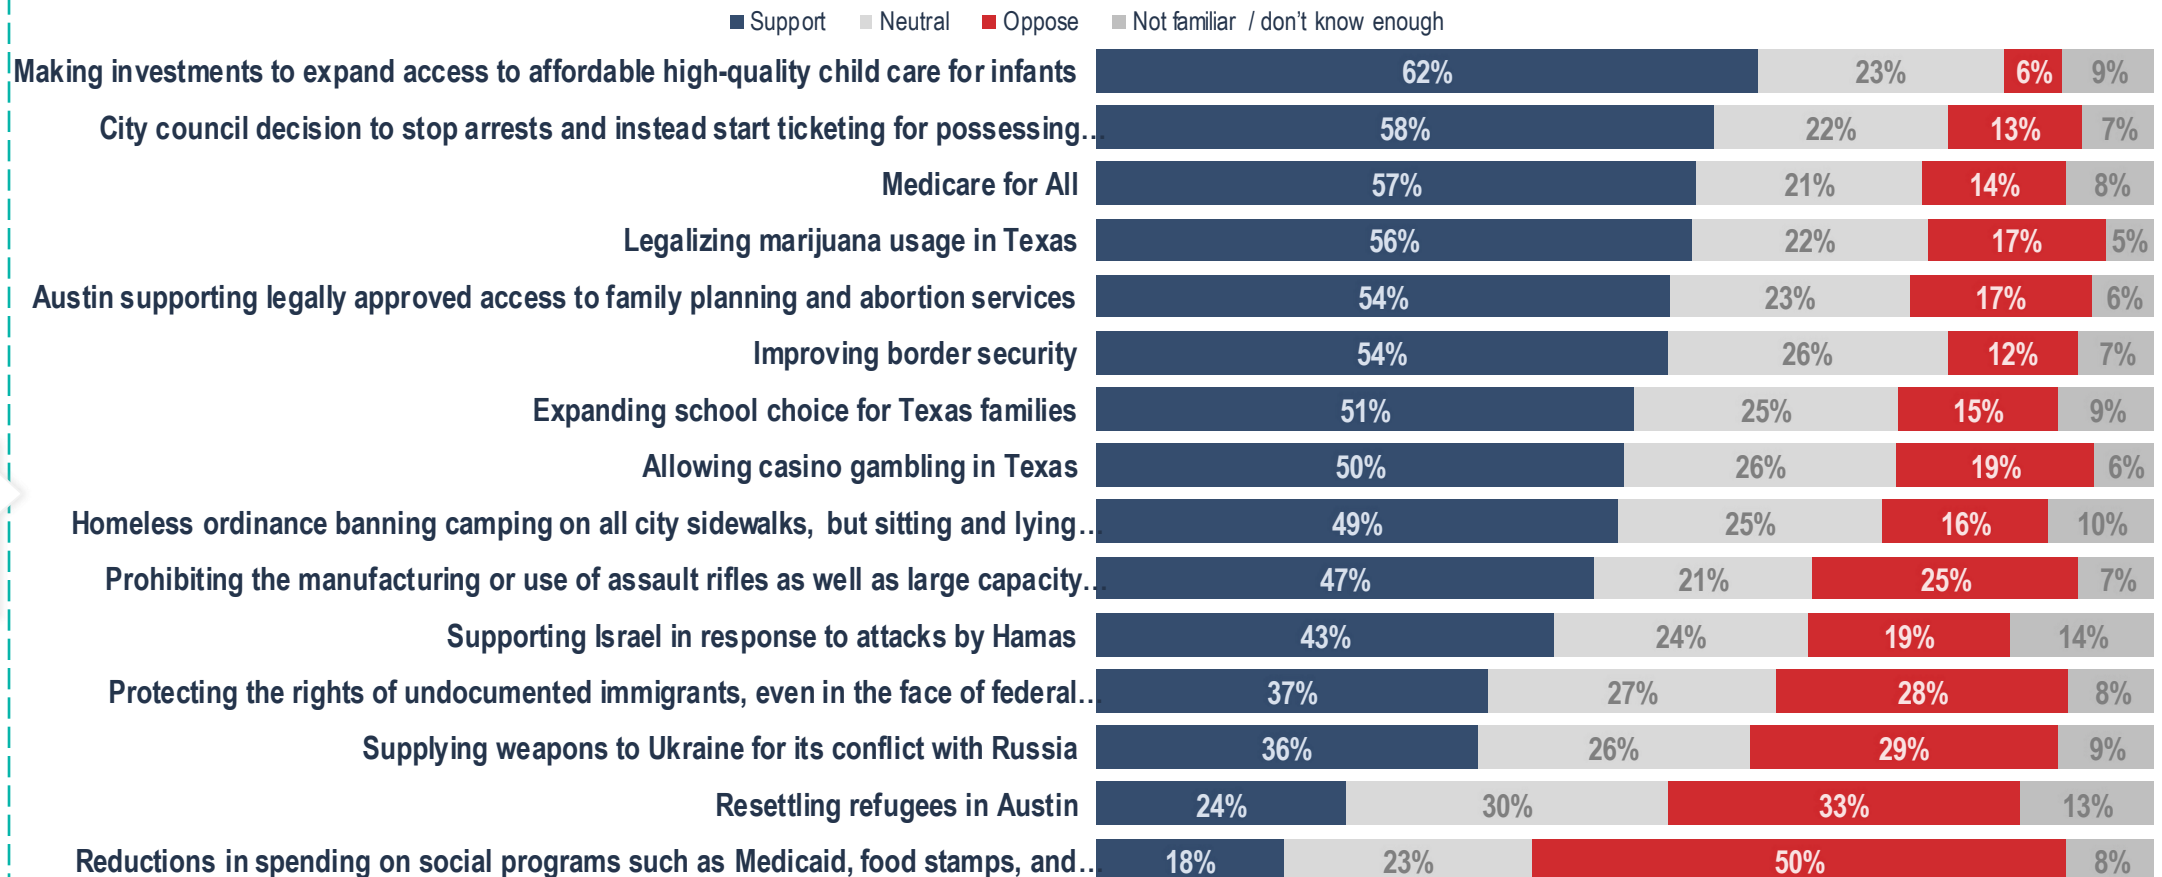 Support Neutral Oppose Not familiar / don't know enough
Making investments to expand access to affordable high-quality child care for infants 62% 23% 6% 9%
City council decision to stop arrests and instead start ticketing for possessing... 58% 22% 13% 7%
Medicare for All 57% 21% 14% 8%
Legalizing marijuana usage in Texas 56% 22% 17% 5%
Austin supporting legally approved access to family planning and abortion services 54% 23% 17% 6%
Improving border security 54% 26% 12% 7%
Expanding school choice for Texas families 51% 25% 15% 9%
Allowing casino gambling in Texas 50% 26% 19% 6%
Homeless ordinance banning camping on all city sidewalks, but sitting and lying... 49% 25% 16% 10%
Prohibiting the manufacturing or use of assault rifles as well as large capacity... 47% 21% 25% 7%
Supporting Israel in response to attacks by Hamas 43% 24% 19% 14%
Protecting the rights of undocumented immigrants, even in the face of federal... 37% 27% 28% 8%
Supplying weapons to Ukraine for its conflict with Russia 36% 26% 29% 9%
Resettling refugees in Austin 24% 30% 33% 13%
Reductions in spending on social programs such as Medicaid, food stamps, and... 18% 23% 50% 8%